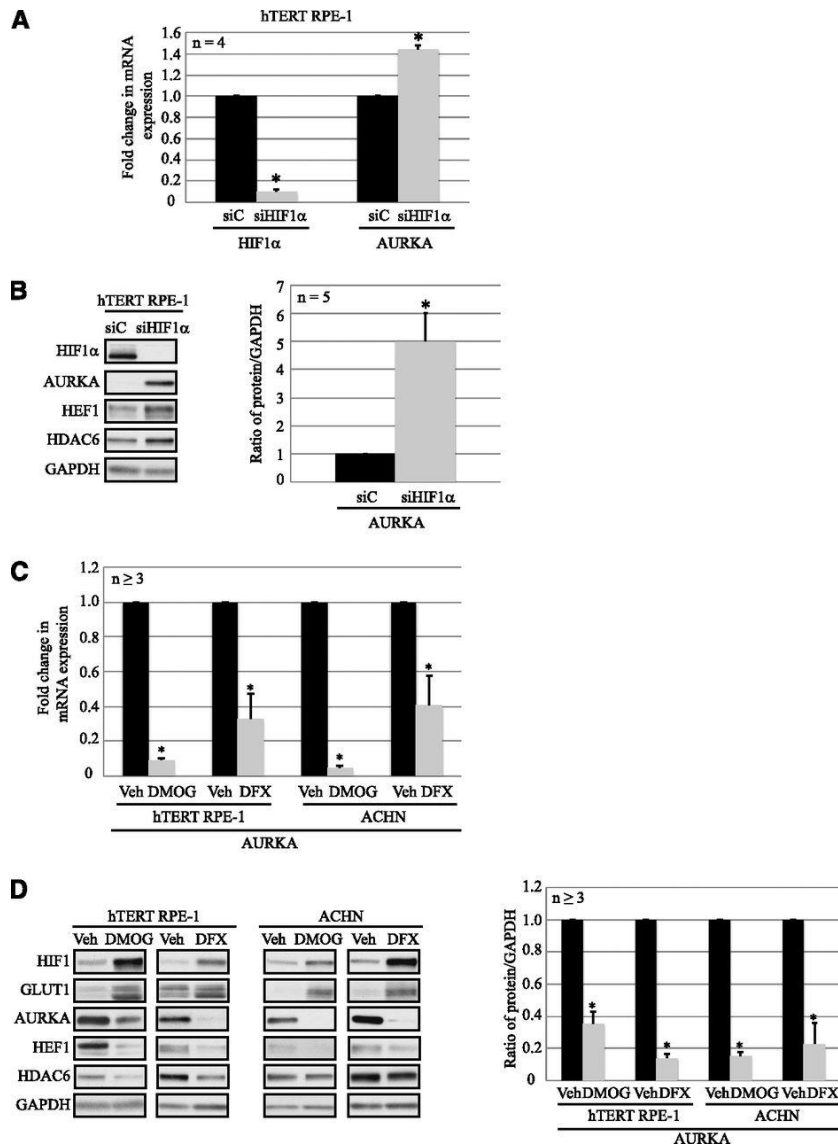 A
hTERT RPE-1
n = 4
Fold change in mRNA
expression
1.6
1.4
1.2
1.0
0.8
0.6
0.4
0.2
0
*
*
siC siHIF1α siC siHIF1α
HIF1α AURKA
B
hTERT RPE-1
siC siHIF1α
HIF1α
AURKA
HEF1
HDAC6
GAPDH
n = 5
Ratio of protein/GAPDH
7
6
5
4
3
2
1
0
*
siC siHIF1α
AURKA
C
n ≥ 3
Fold change in
mRNA expression
1.2
1.0
0.8
0.6
0.4
0.2
0
*
*
*
*
Veh DMOG Veh DFX Veh DMOG Veh DFX
hTERT RPE-1 ACHN
AURKA
D
hTERT RPE-1 ACHN
Veh DMOG Veh DFX Veh DMOG Veh DFX
HIF1
GLUT1
AURKA
HEF1
HDAC6
GAPDH
n ≥ 3
Ratio of protein/GAPDH
1.2
1.0
0.8
0.6
0.4
0.2
0
*
*
*
*
VehDMOG VehDFX VehDMOG VehDFX
hTERT RPE-1 ACHN
AURKA